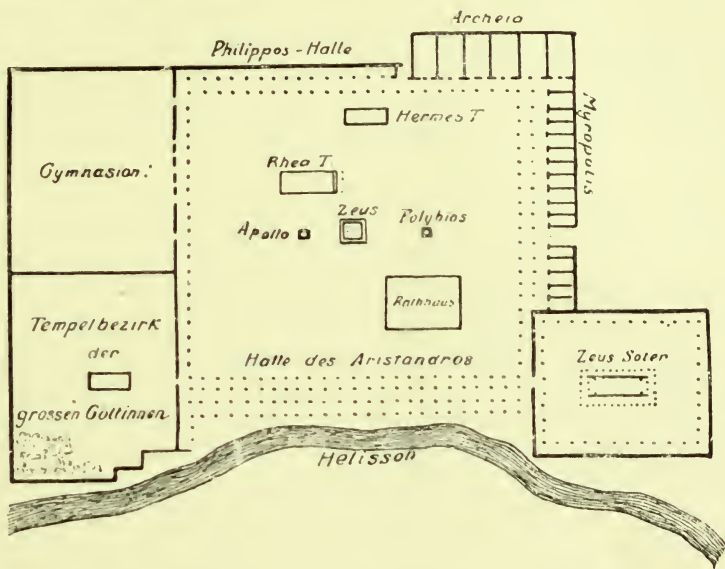 Archeia
Philippos-Halle
Myropolis
Hermes T
Gymnasion:
Rhea T.
Zeus
Apollo
Polybios
Rathhaus
Tempelbezirk
der
grossen Göttinnen
Halle des Aristandros
Zeus Soter
Helisson